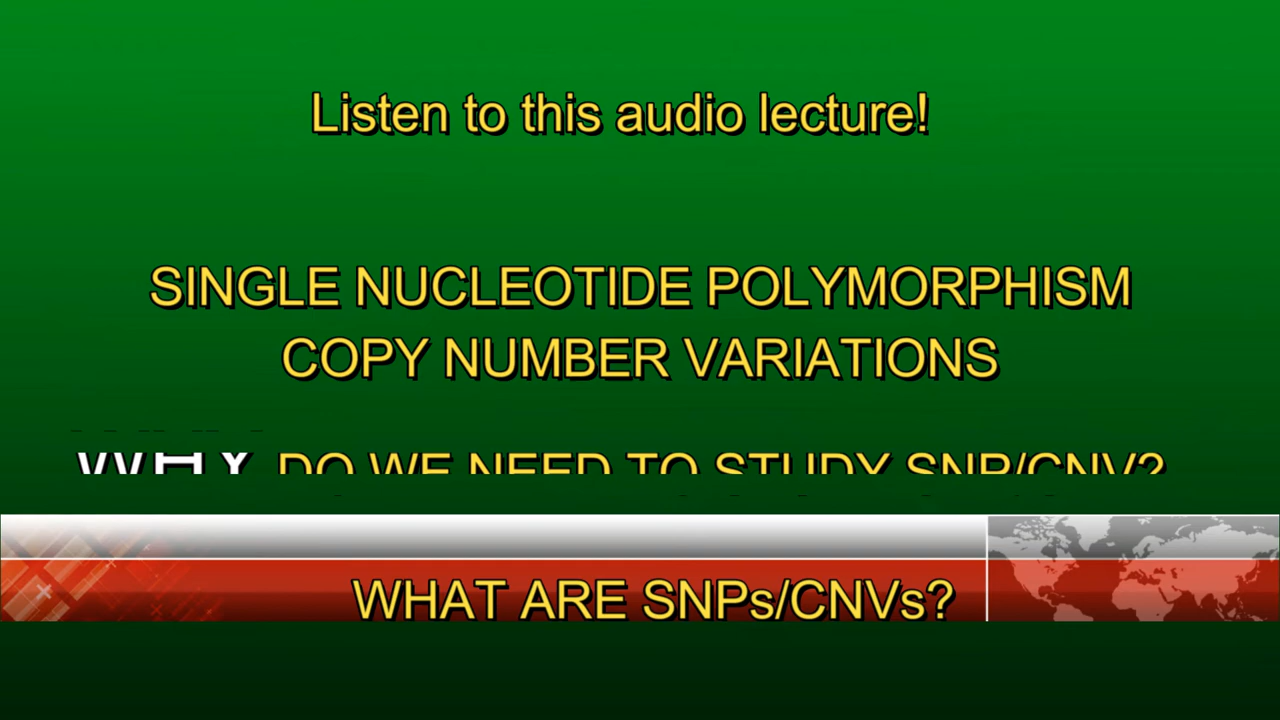 Listen to this audio lecture!
SINGLE NUCLEOTIDE POLYMORPHISM
COPY NUMBER VARIATIONS
WHY DO WE NEED TO STUDY SNP/CNV?
WHAT ARE SNPs/CNVs?